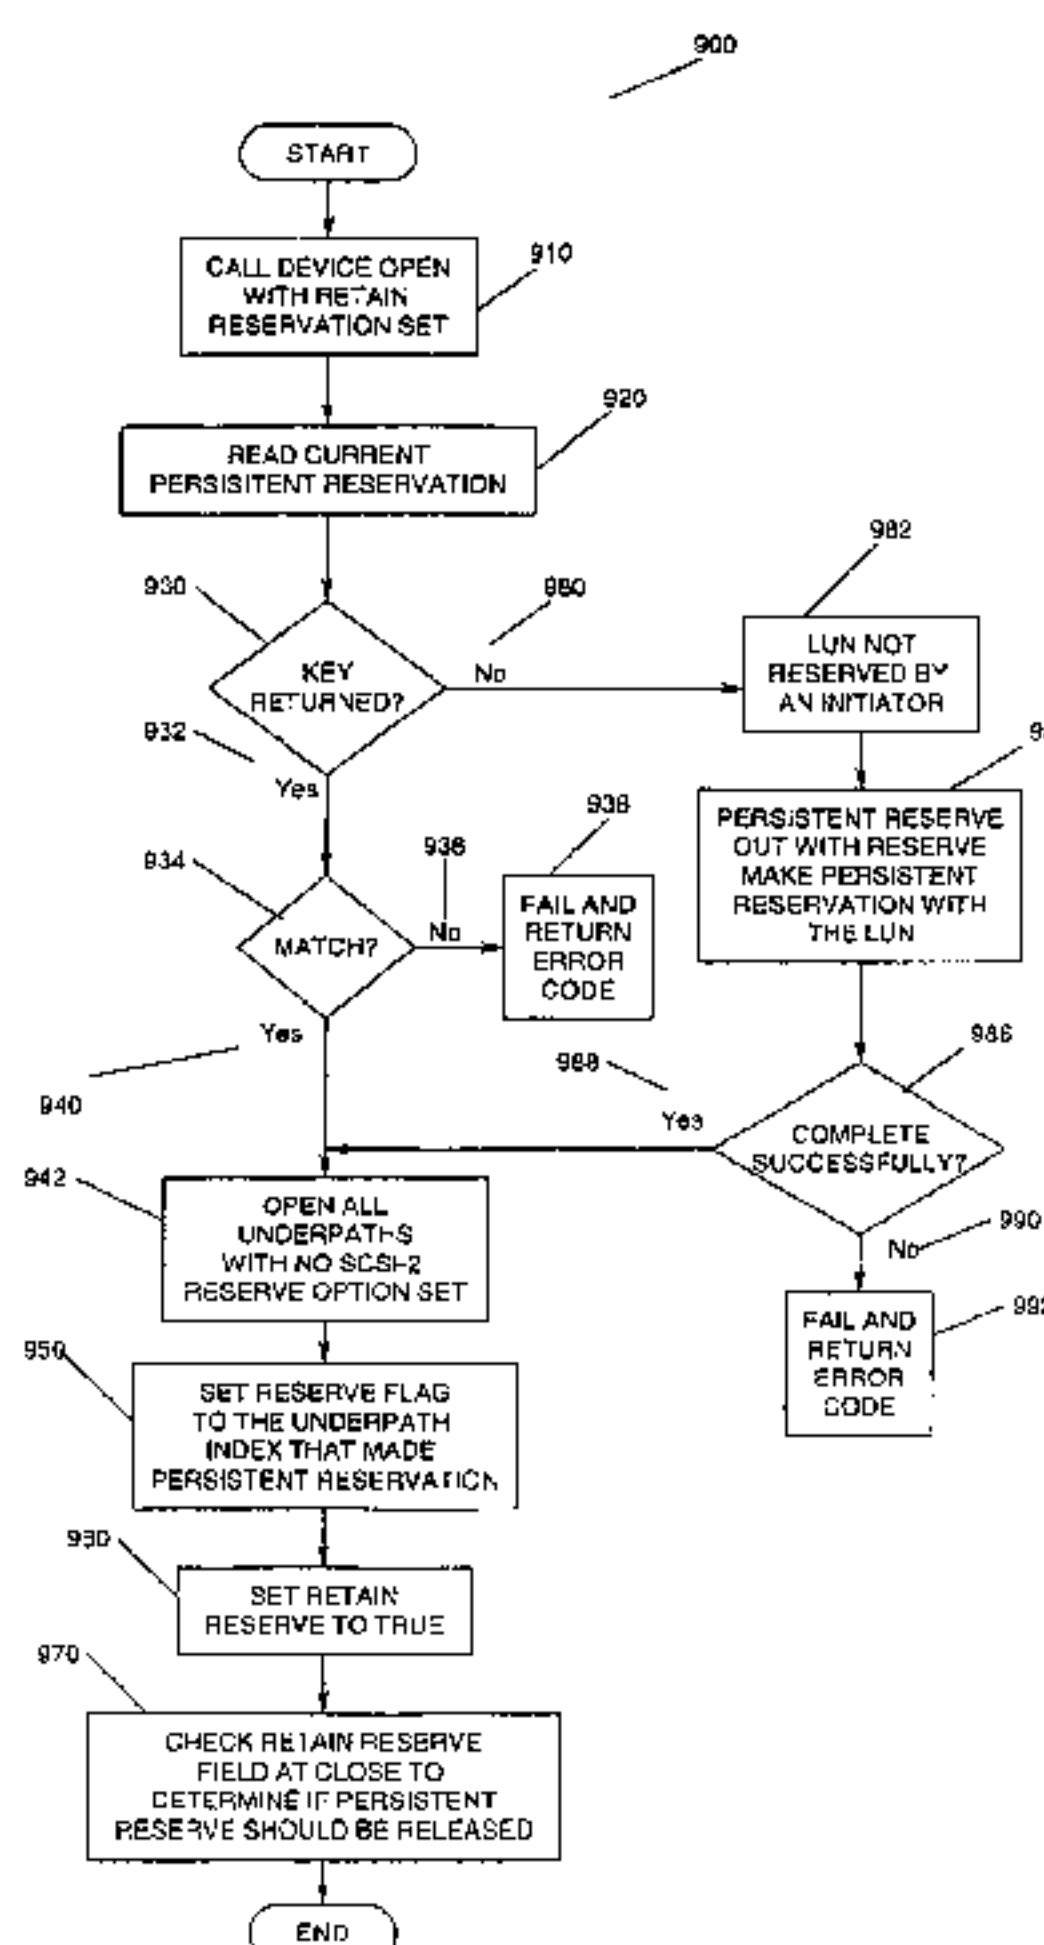 900
START
CALL DEVICE OPEN
WITH RETAIN
RESERVATION SET
910
920
READ CURRENT
PERSISITENT RESERVATION
930
980
982
KEY
RETURNED?
No
LUN NOT
RESERVED BY
AN INITIATOR
932
Yes
PERSISTENT RESERVE
OUT WITH RESERVE
MAKE PERSISTENT
RESERVATION WITH
THE LUN
934
936
938
MATCH?
No
FAIL AND
RETURN
ERROR
CODE
Yes
940
988
986
Yes
COMPLETE
SUCCESSFULLY?
942
OPEN ALL
UNDERPATHS
WITH NO SCSI-2
RESERVE OPTION SET
990
No
992
FAIL AND
RETURN
ERROR
CODE
950
SET RESERVE FLAG
TO THE UNDERPATH
INDEX THAT MADE
PERSISTENT RESERVATION
960
SET RETAIN
RESERVE TO TRUE
970
CHECK RETAIN RESERVE
FIELD AT CLOSE TO
DETERMINE IF PERSISTENT
RESERVE SHOULD BE RELEASED
END